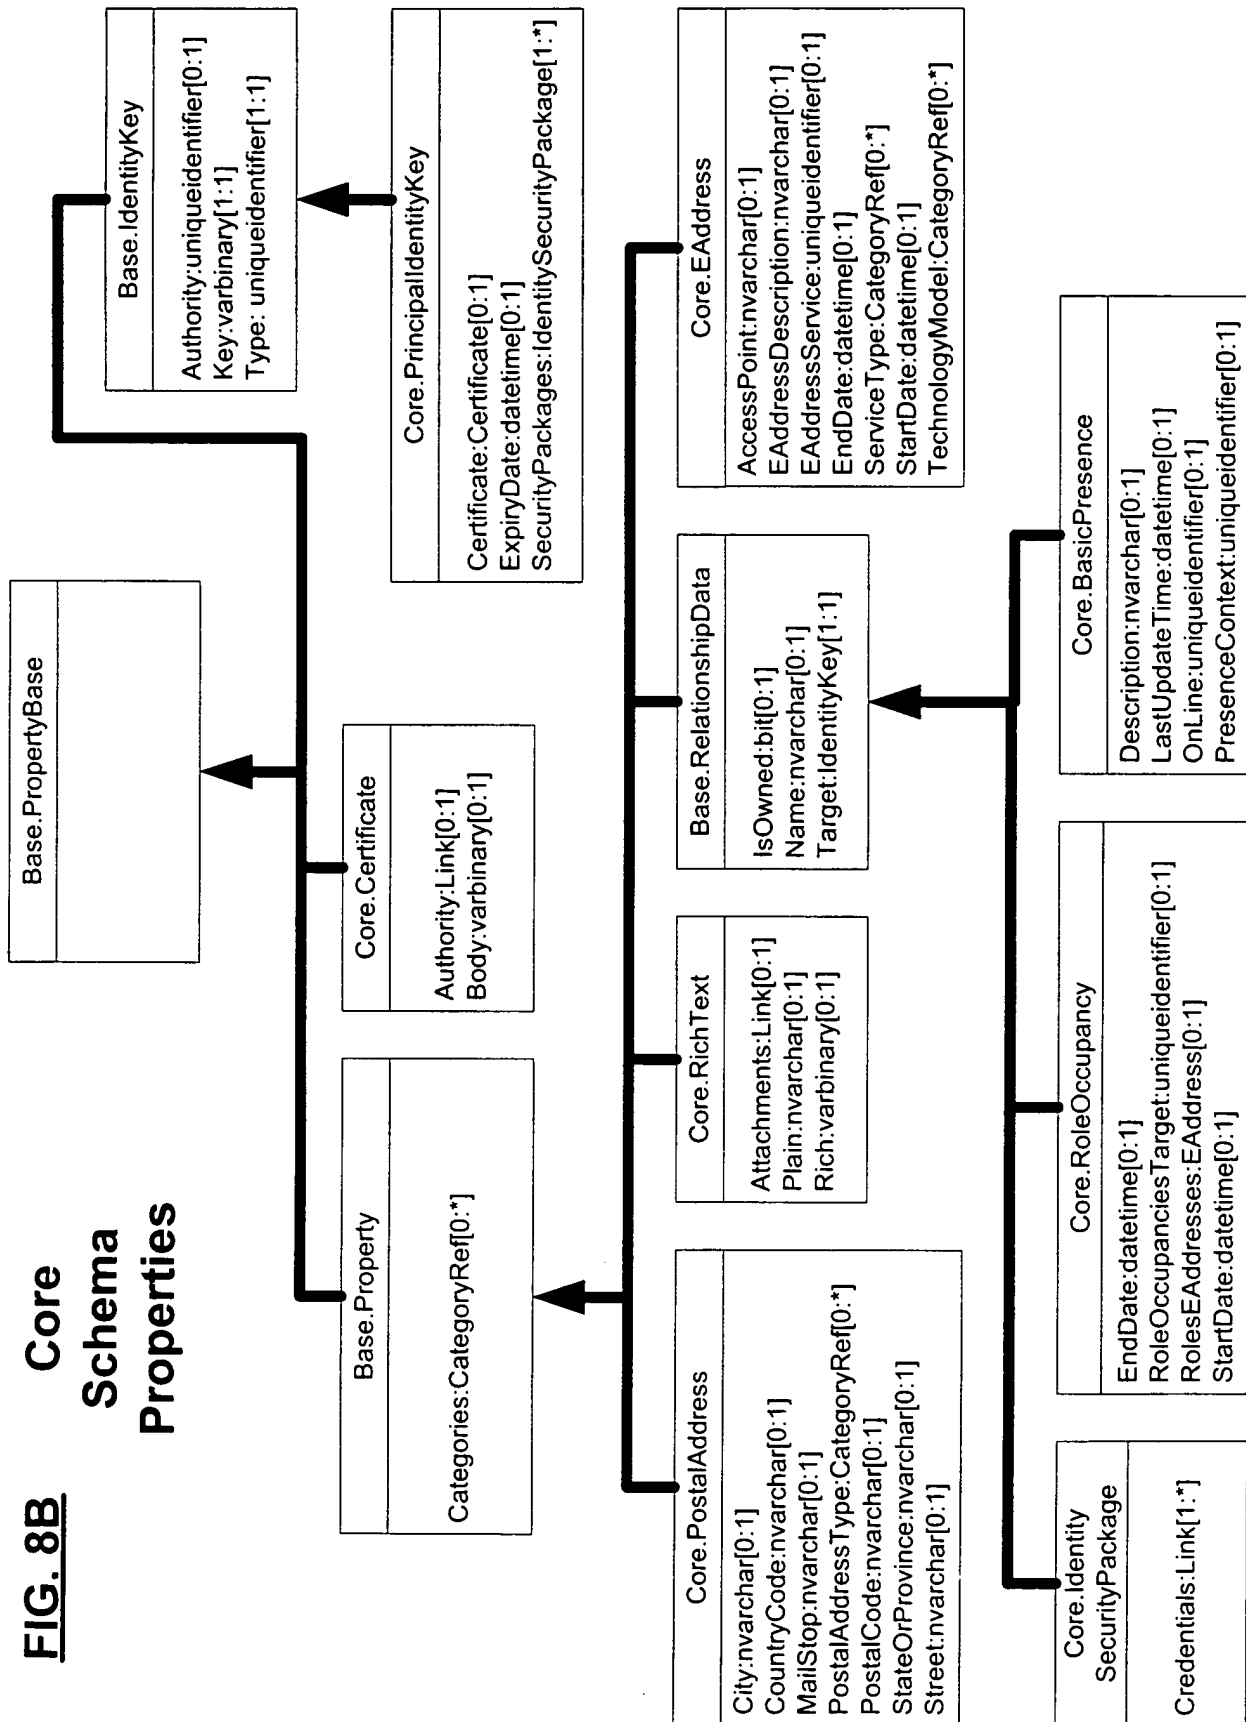 FIG. 8B
Core
Schema
Properties
Base.PropertyBase
Base.IdentityKey
Authority:uniqueidentifier[0:1]
Key:varbinary[1:1]
Type: uniqueidentifier[1:1]
Base.Property
Categories:CategoryRef[0:*]
Core.Certificate
Authority:Link[0:1]
Body:varbinary[0:1]
Core.PrincipalIdentityKey
Certificate:Certificate[0:1]
ExpiryDate:datetime[0:1]
SecurityPackages:IdentitySecurityPackage[1:*]
Core.PostalAddress
City:nvarchar[0:1]
CountryCode:nvarchar[0:1]
MailStop:nvarchar[0:1]
PostalAddressType:CategoryRef[0:*]
PostalCode:nvarchar[0:1]
StateOrProvince:nvarchar[0:1]
Street:nvarchar[0:1]
Core.RichText
Attachments:Link[0:1]
Plain:nvarchar[0:1]
Rich:varbinary[0:1]
Base.RelationshipData
IsOwned:bit[0:1]
Name:nvarchar[0:1]
Target:IdentityKey[1:1]
Core.EAddress
AccessPoint:nvarchar[0:1]
EAddressDescription:nvarchar[0:1]
EAddressService:uniqueidentifier[0:1]
EndDate:datetime[0:1]
ServiceType:CategoryRef[0:*]
StartDate:datetime[0:1]
TechnologyModel:CategoryRef[0:*]
Core.Identity
SecurityPackage
Credentials:Link[1:*]
Core.RoleOccupancy
EndDate:datetime[0:1]
RoleOccupanciesTarget:uniqueidentifier[0:1]
RolesEAddresses:EAddress[0:1]
StartDate:datetime[0:1]
Core.BasicPresence
Description:nvarchar[0:1]
LastUpdateTime:datetime[0:1]
OnLine:uniqueidentifier[0:1]
PresenceContext:uniqueidentifier[0:1]